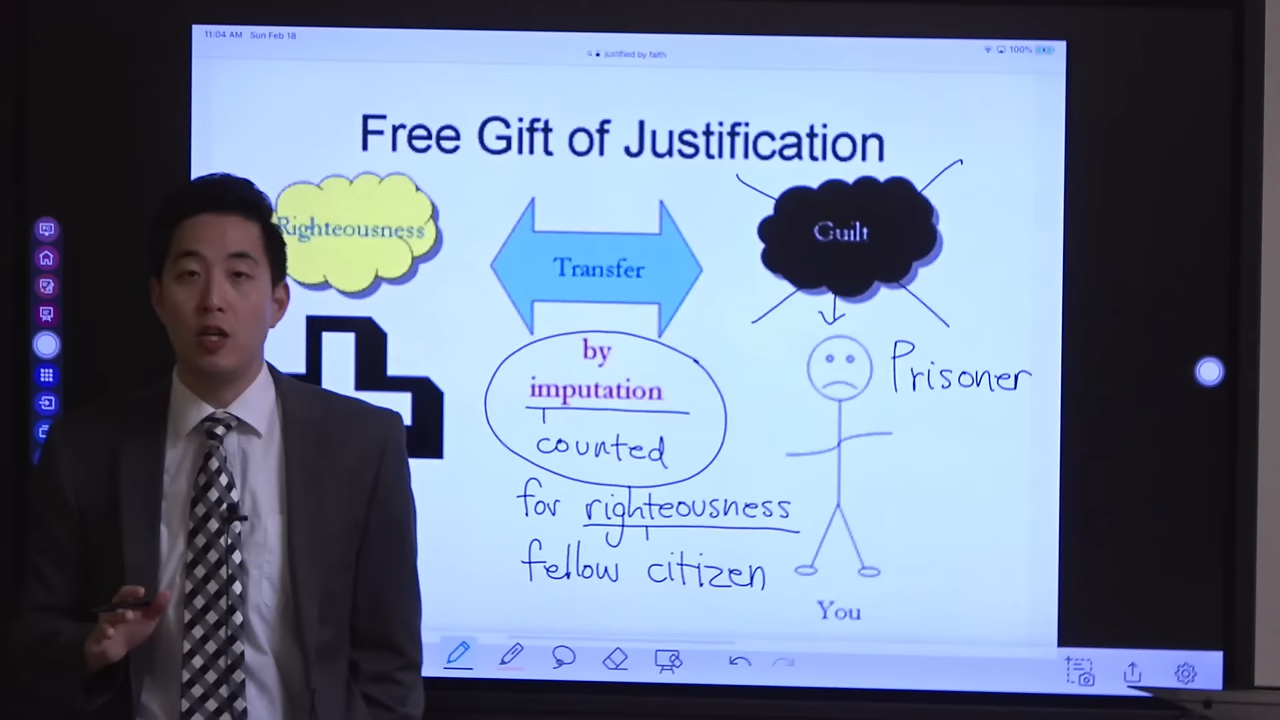 11:04 AM Sun Feb 18
justified by faith
100%
Free Gift of Justification
Righteousness
Transfer
Guilt
by
imputation
Prisoner
counted
for righteousness
fellow citizen
You